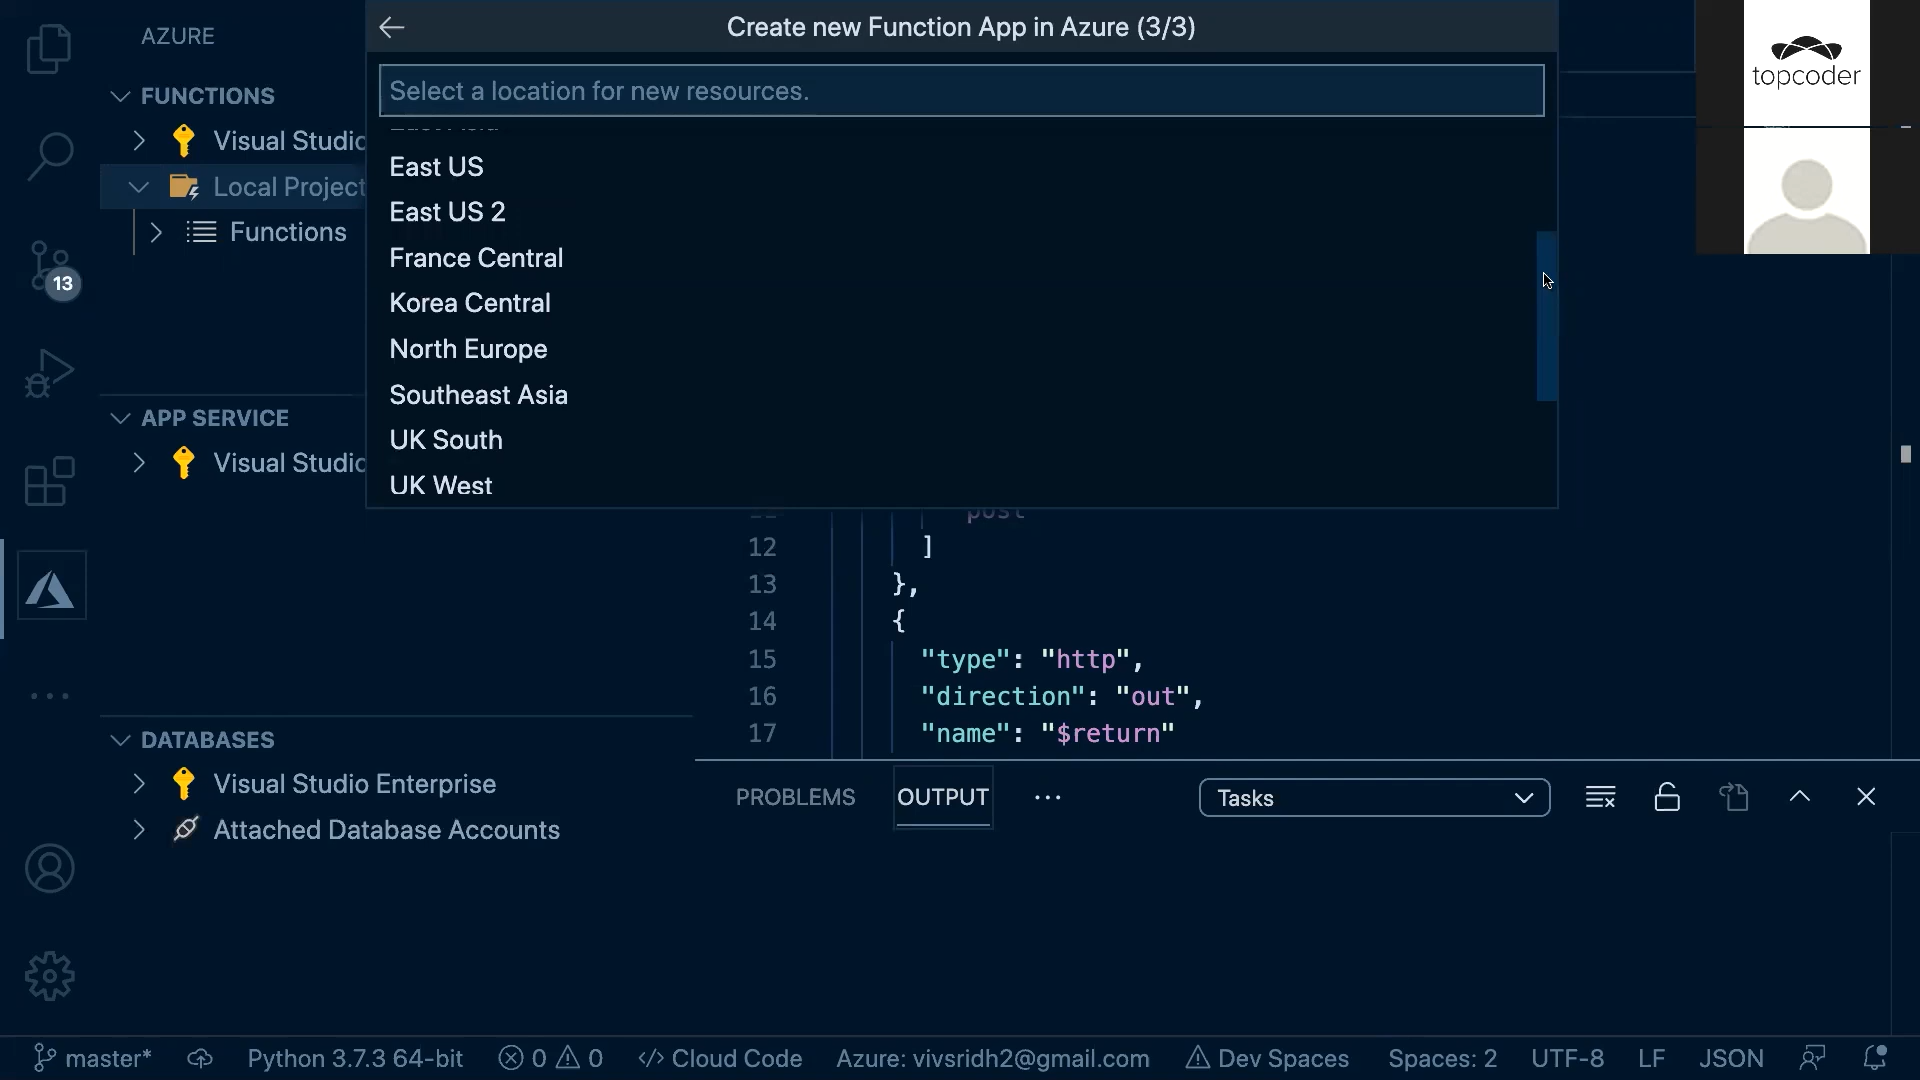 AZURE
FUNCTIONS
Visual Studio
Local Project
Functions
13
APP SERVICE
Visual Studio
DATABASES
Visual Studio Enterprise
Attached Database Accounts
Create new Function App in Azure (3/3)
Select a location for new resources.
East Asia
East US
East US 2
France Central
Korea Central
North Europe
Southeast Asia
UK South
UK West
topcoder
11 post
12 ]
13 },
14 {
15 "type": "http",
16 "direction": "out",
17 "name": "$return"
PROBLEMS OUTPUT ··· Tasks
master* Python 3.7.3 64-bit 0 0 </> Cloud Code Azure: vivsridh2@gmail.com Dev Spaces Spaces: 2 UTF-8 LF JSON